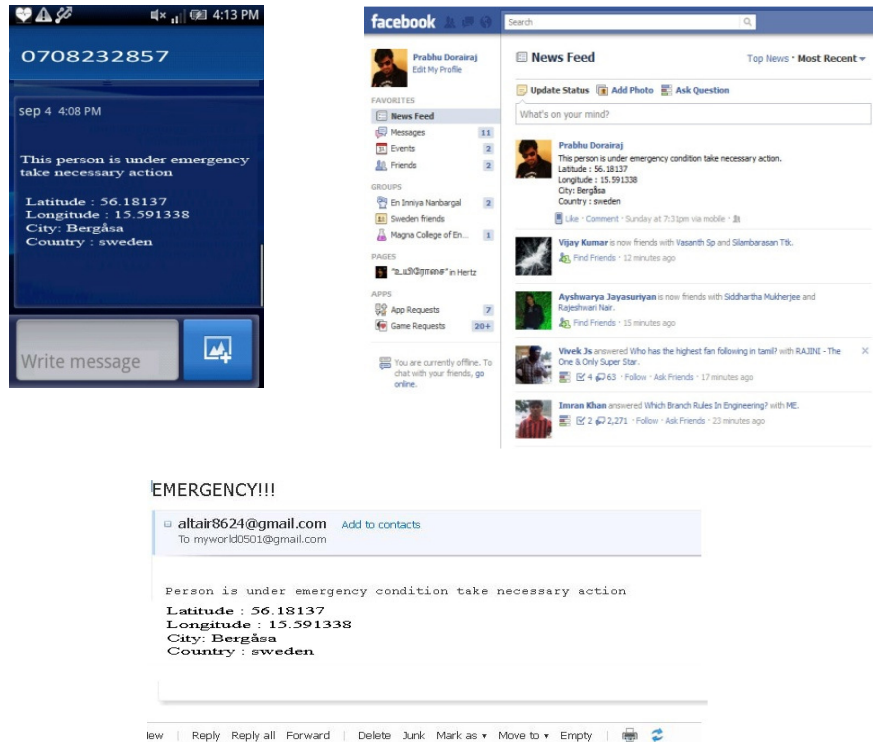 4:13 PM
0708232857
sep 4 4:08 PM
This person is under emergency
take necessary action
Latitude : 56.18137
Longitude : 15.591338
City: Bergåsa
Country : sweden
Write message
facebook
Search
Prabhu Dorairaj
Edit My Profile
FAVORITES
News Feed
Messages 11
Events 2
Friends 2
GROUPS
En Inniya Nanbargal 2
Sweden friends
Magna College of En... 1
PAGES
in Hertz
APPS
App Requests 7
Game Requests 20+
You are currently offline. To
chat with your friends, go
online.
News Feed
Top News · Most Recent
Update Status Add Photo Ask Question
What's on your mind?
Prabhu Dorairaj
This person is under emergency condition take necessary action.
Latitude : 56.18137
Longitude : 15.591338
City: Bergåsa
Country : sweden
Like · Comment · Sunday at 7:31pm via mobile ·
Vijay Kumar is now friends with Vasanth Sp and Silambarasan Ttk.
Find Friends · 12 minutes ago
Ayshwarya Jayasuriyan is now friends with Siddhartha Mukherjee and
Rajeshwari Nair.
Find Friends · 15 minutes ago
Vivek Js answered Who has the highest fan following in tamil? with RAJINI - The
One & Only Super Star.
4 63 · Follow · Ask Friends · 17 minutes ago
Imran Khan answered Which Branch Rules In Engineering? with ME.
2 2,271 · Follow · Ask Friends · 23 minutes ago
EMERGENCY!!!
altair8624@gmail.com Add to contacts
To myworld0501@gmail.com
Person is under emergency condition take necessary action
Latitude : 56.18137
Longitude : 15.591338
City: Bergåsa
Country : sweden
Reply Reply all Forward | Delete Junk Mark as Move to Empty |